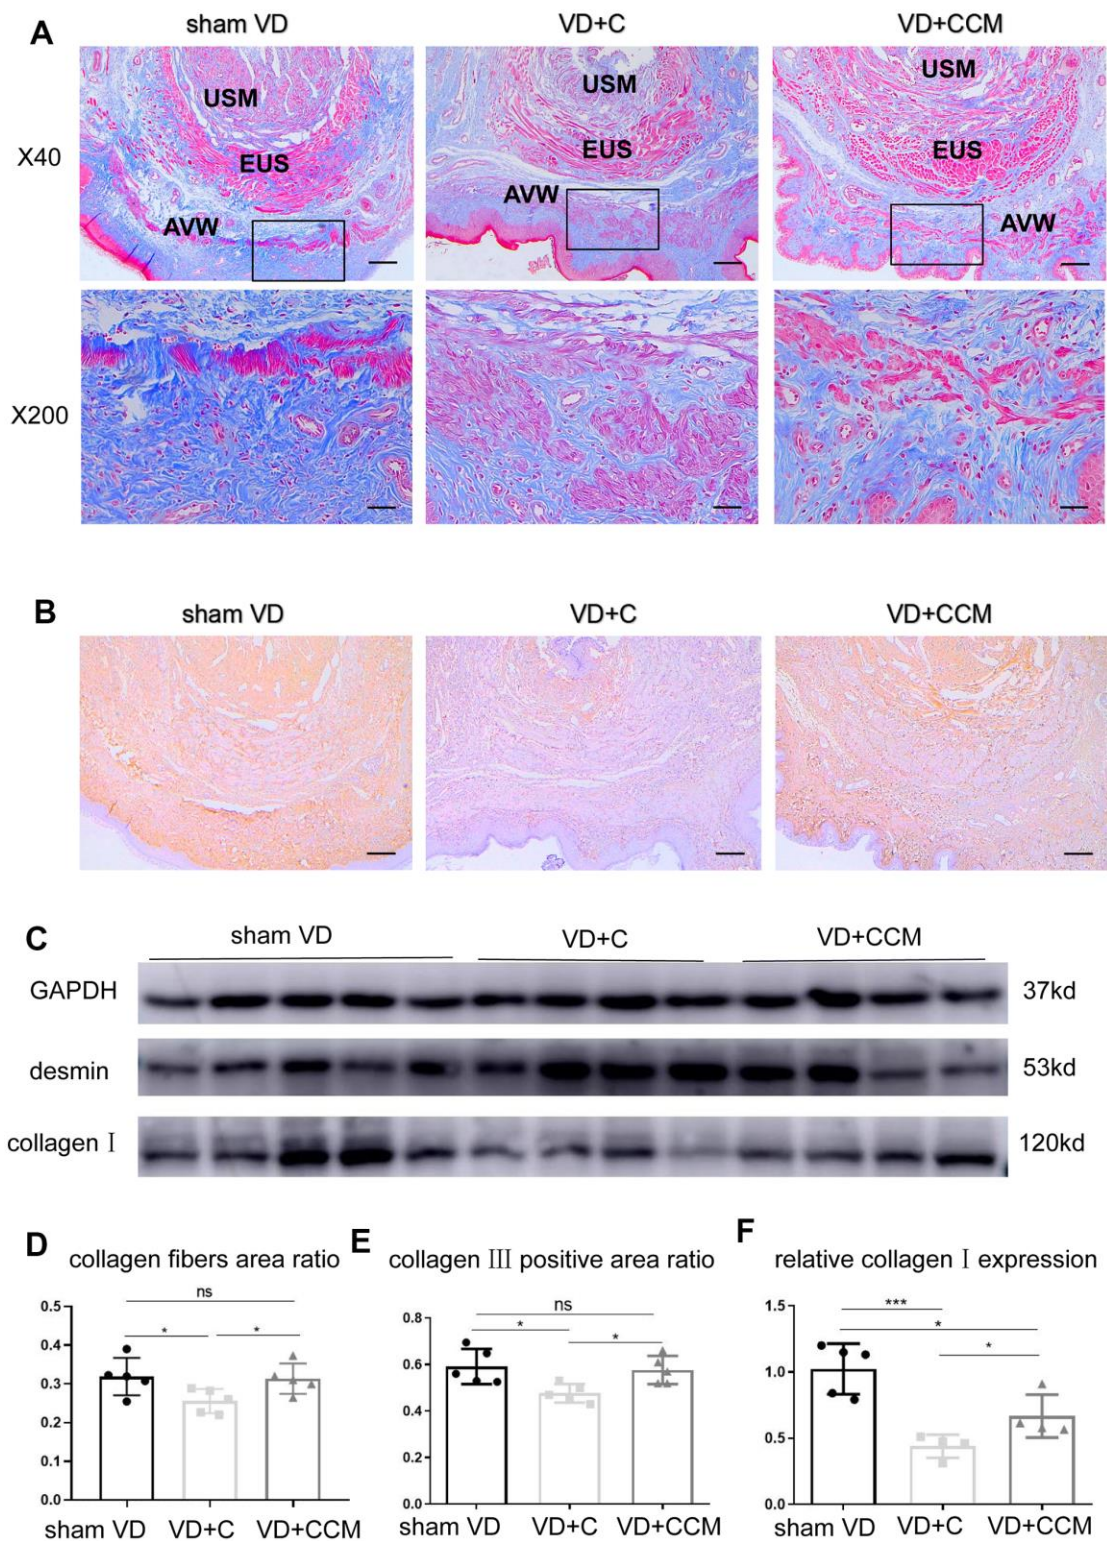 A
sham VD VD+C VD+CCM
X40
USM USM USM
EUS EUS EUS
AVW AVW AVW
X200
B
sham VD VD+C VD+CCM
C
sham VD VD+C VD+CCM
GAPDH 37kd
desmin 53kd
collagen Ⅰ 120kd
D
collagen fibers area ratio
ns
* *
0.5
0.4
0.3
0.2
0.1
0.0
sham VD VD+C VD+CCM
E
collagen Ⅲ positive area ratio
ns
* *
0.8
0.6
0.4
0.2
0.0
sham VD VD+C VD+CCM
F
relative collagen Ⅰ expression
***
*
*
1.5
1.0
0.5
0.0
sham VD VD+C VD+CCM